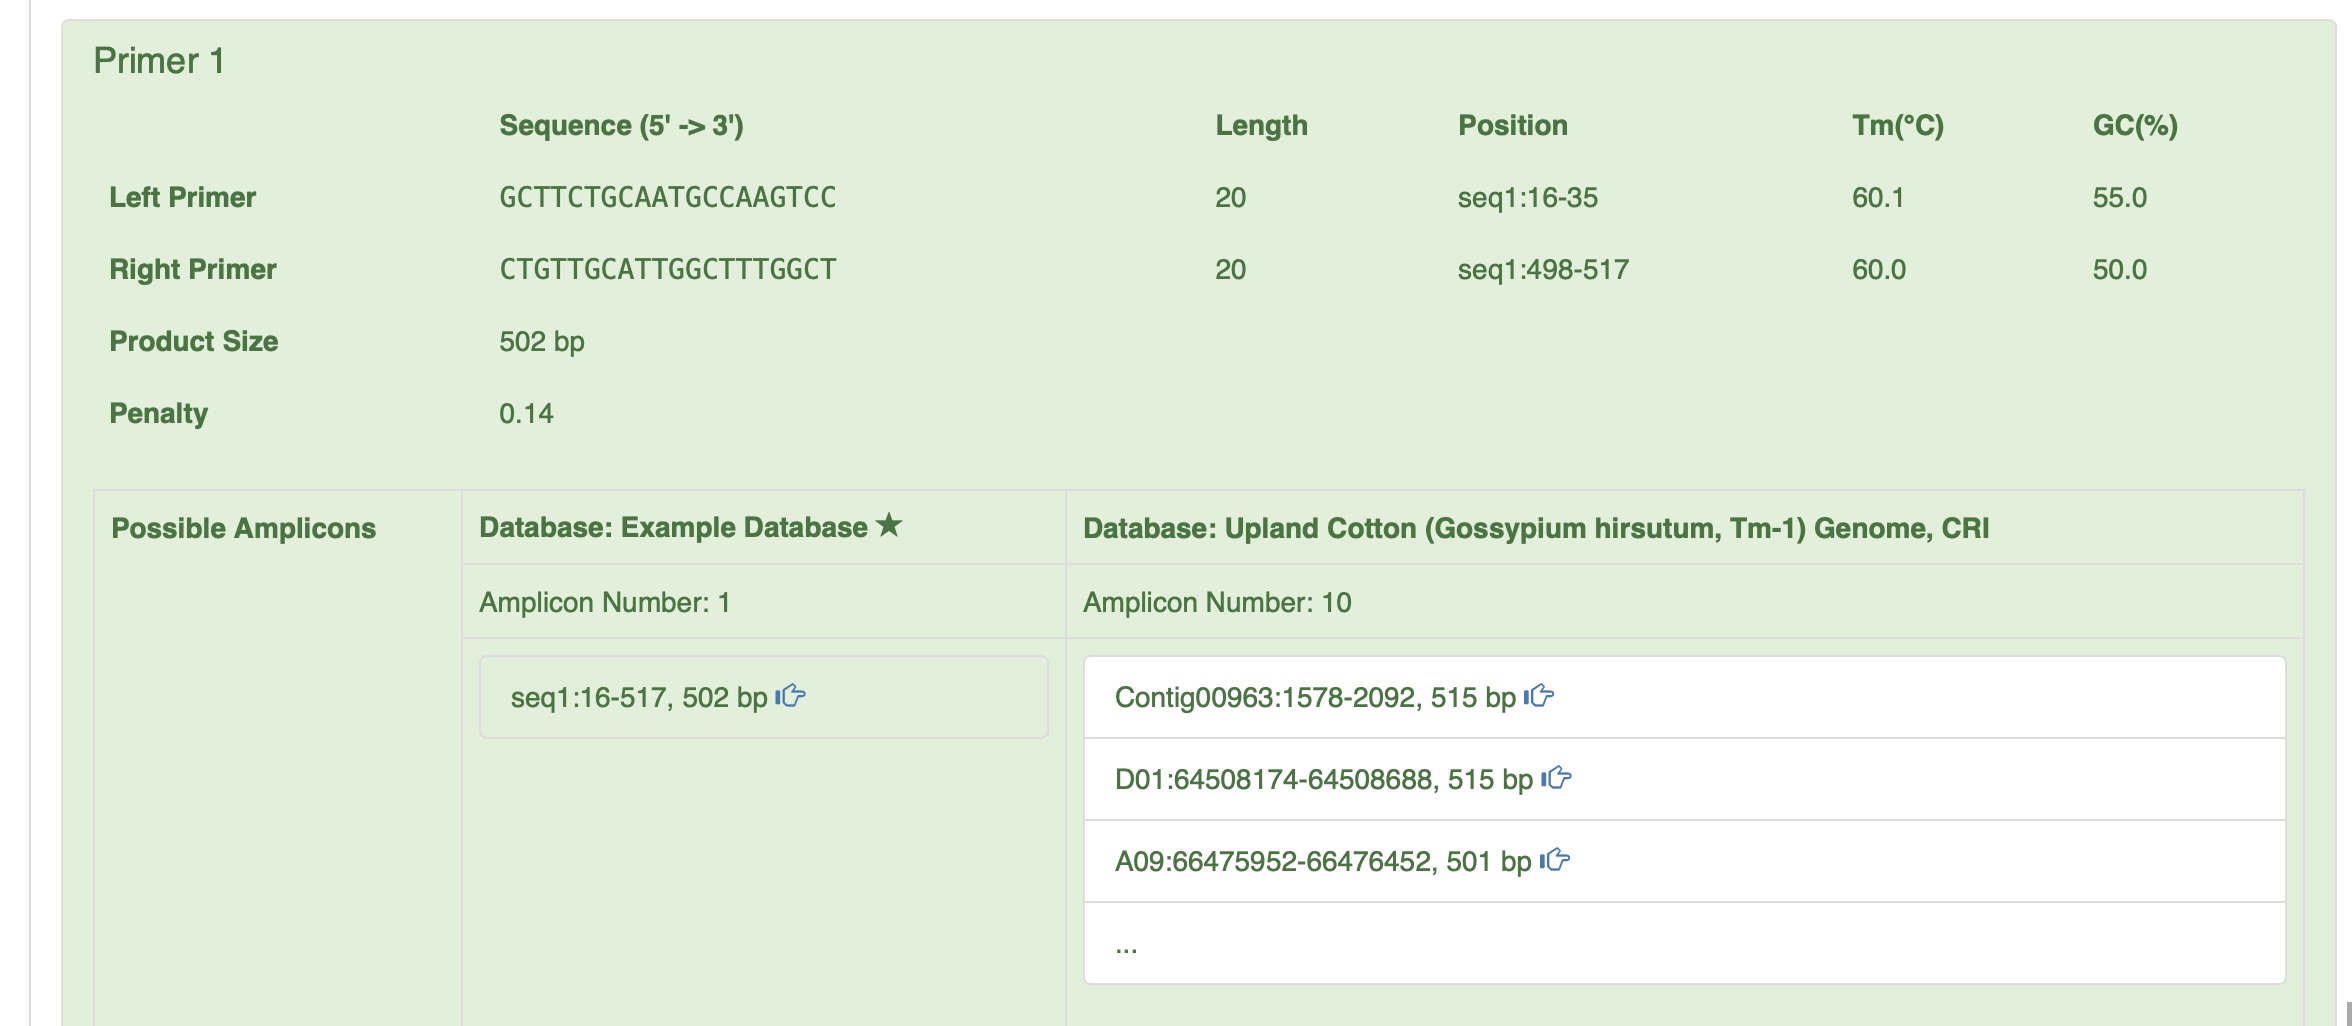 Primer 1
Sequence (5' -> 3') Length Position Tm(°C) GC(%)
Left Primer GCTTCTGCAATGCCAAGTCC 20 seq1:16-35 60.1 55.0
Right Primer CTGTTGCATTGGCTTTGGCT 20 seq1:498-517 60.0 50.0
Product Size 502 bp
Penalty 0.14
Possible Amplicons Database: Example Database ★ Database: Upland Cotton (Gossypium hirsutum, Tm-1) Genome, CRI
Amplicon Number: 1 Amplicon Number: 10
seq1:16-517, 502 bp Contig00963:1578-2092, 515 bp
D01:64508174-64508688, 515 bp
A09:66475952-66476452, 501 bp
...